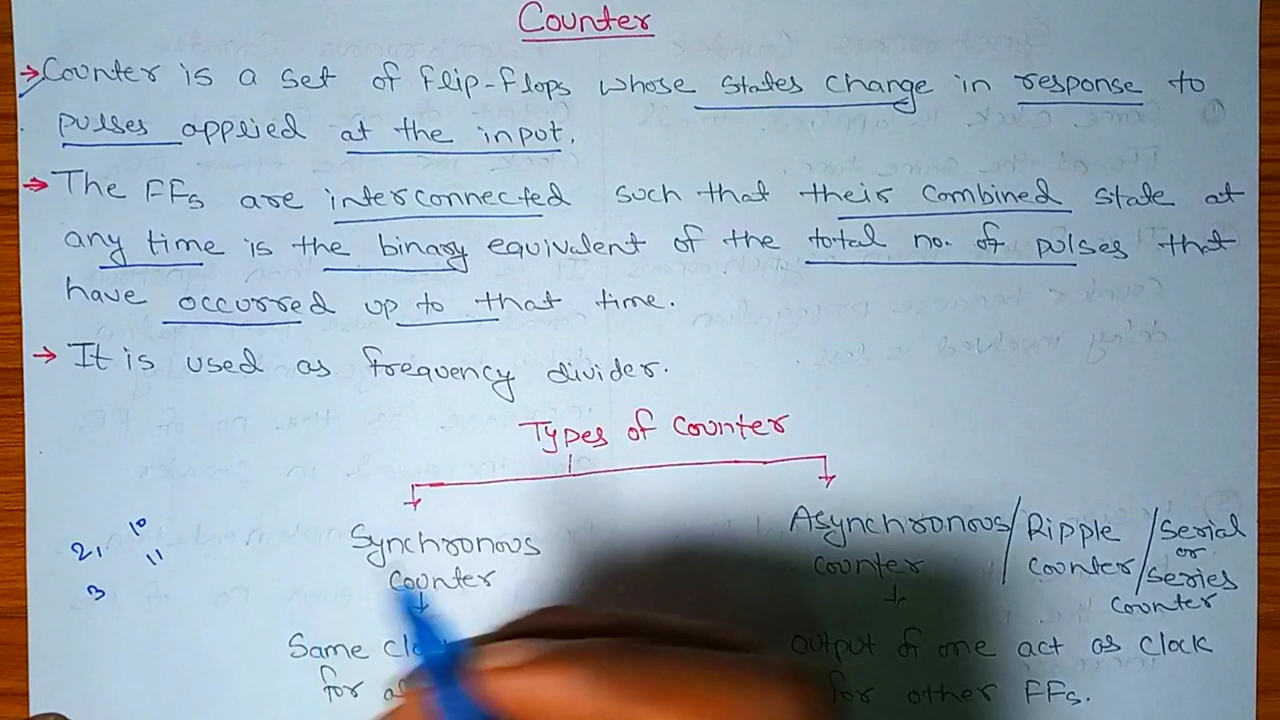 Counter
→ Counter is a set of flip-flops whose states change in response to
pulses applied at the input.
→ The FFs are interconnected such that their combined state at
any time is the binary equivalent of the total no. of pulses that
have occurred up to that time.
→ It is used as frequency divider.
Types of counter
Synchronous
counter
Asynchronous/ Ripple / Serial
counter / counter / or
series
counter
Same
for
output of one act as clock
for other FFs.
2, 10
3 11